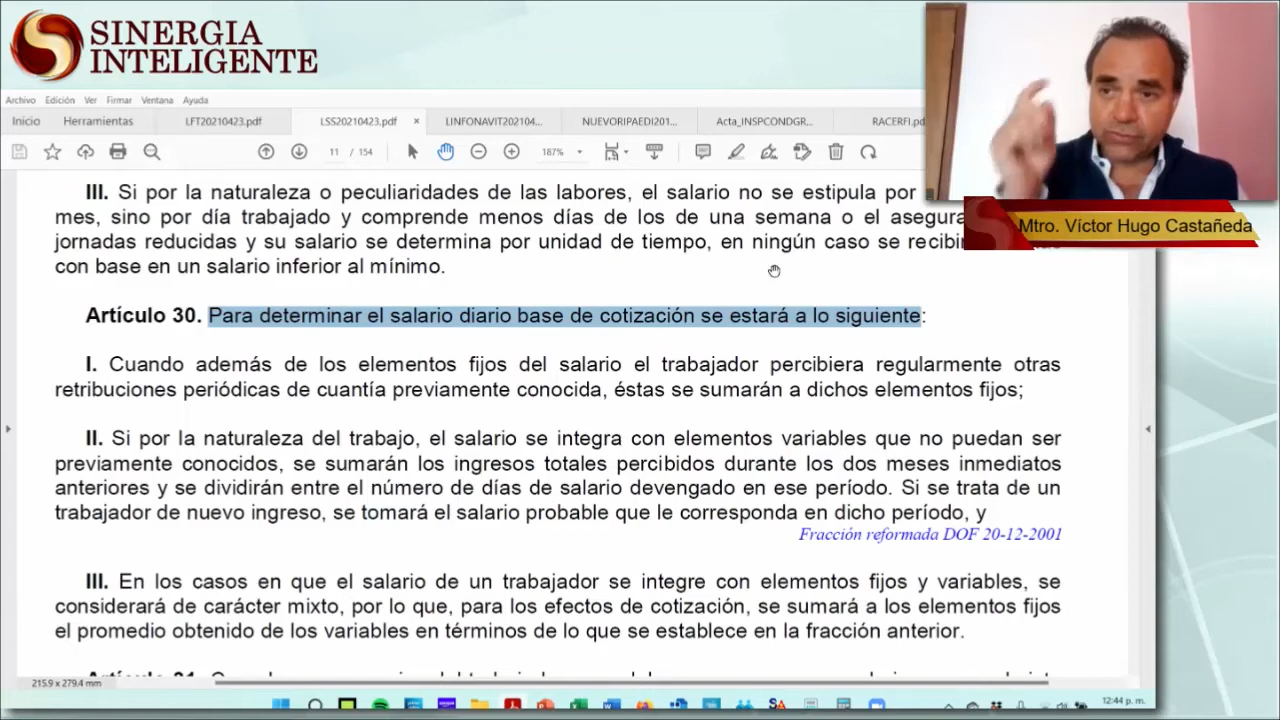 SINERGIA
INTELIGENTE
Archivo Edición Ver Firmar Ventana Ayuda
Inicio Herramientas LFT20210423.pdf LSS20210423.pdf × LINFONAVIT202104... NUEVORIPAEDI201... Acta_INSPCONDGR... RACERFI.pd
11 / 154 187%
III. Si por la naturaleza o peculiaridades de las labores, el salario no se estipula por
mes, sino por día trabajado y comprende menos días de los de una semana o el asegura
jornadas reducidas y su salario se determina por unidad de tiempo, en ningún caso se recibi
con base en un salario inferior al mínimo.
Mtro. Víctor Hugo Castañeda
Artículo 30. Para determinar el salario diario base de cotización se estará a lo siguiente:
I. Cuando además de los elementos fijos del salario el trabajador percibiera regularmente otras
retribuciones periódicas de cuantía previamente conocida, éstas se sumarán a dichos elementos fijos;
II. Si por la naturaleza del trabajo, el salario se integra con elementos variables que no puedan ser
previamente conocidos, se sumarán los ingresos totales percibidos durante los dos meses inmediatos
anteriores y se dividirán entre el número de días de salario devengado en ese período. Si se trata de un
trabajador de nuevo ingreso, se tomará el salario probable que le corresponda en dicho período, y
Fracción reformada DOF 20-12-2001
III. En los casos en que el salario de un trabajador se integre con elementos fijos y variables, se
considerará de carácter mixto, por lo que, para los efectos de cotización, se sumará a los elementos fijos
el promedio obtenido de los variables en términos de lo que se establece en la fracción anterior.
215.9 x 279.4 mm
12:44 p. m.